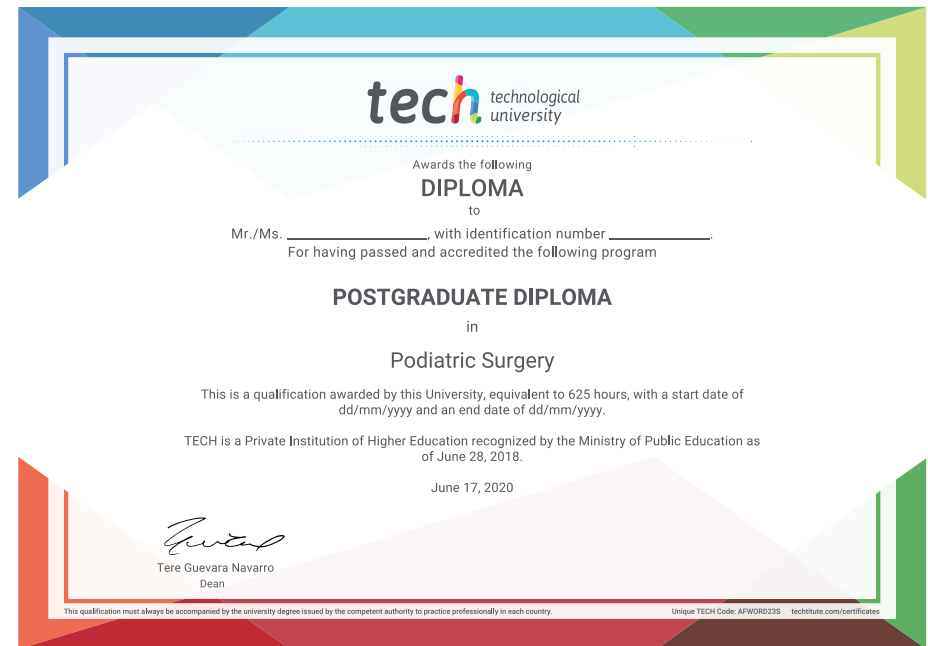 tech technological
university
Awards the following
DIPLOMA
to
Mr./Ms. ____________________, with identification number ______________.
For having passed and accredited the following program
POSTGRADUATE DIPLOMA
in
Podiatric Surgery
This is a qualification awarded by this University, equivalent to 625 hours, with a start date of
dd/mm/yyyy and an end date of dd/mm/yyyy.
TECH is a Private Institution of Higher Education recognized by the Ministry of Public Education as
of June 28, 2018.
June 17, 2020
Tere Guevara Navarro
Dean
This qualification must always be accompanied by the university degree issued by the competent authority to practice professionally in each country. Unique TECH Code: AFWORD23S techtitute.com/certificates